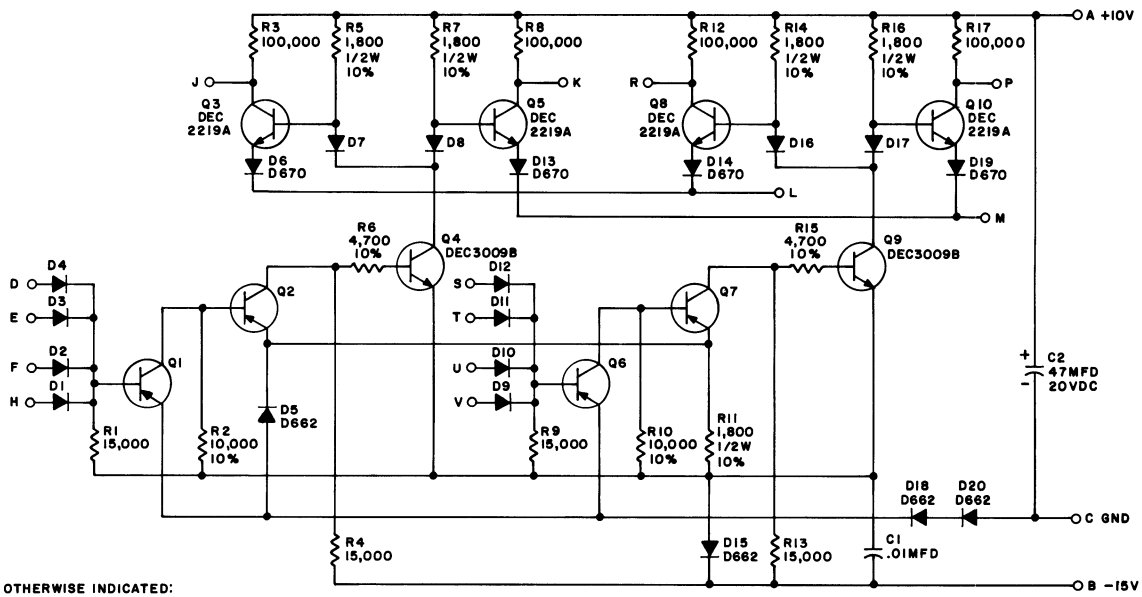 A +10V
R3
100,000
R5
1,800
1/2W
10%
R7
1,800
1/2W
10%
R8
100,000
R12
100,000
R14
1,800
1/2W
10%
R16
1,800
1/2W
10%
R17
100,000
J
K
R
P
Q3
DEC
2219A
Q5
DEC
2219A
Q8
DEC
2219A
Q10
DEC
2219A
D7
D8
D16
D17
D6
D670
D13
D670
D14
D670
D19
D670
L
M
R6
4,700
10%
Q4
DEC3009B
R15
4,700
10%
Q9
DEC3009B
D4
D
D3
E
D2
F
D1
H
Q2
Q1
D12
S
D11
T
D10
U
D9
V
Q7
Q6
+
-
C2
47MFD
20VDC
R1
15,000
R2
10,000
10%
D5
D662
R9
15,000
R10
10,000
10%
R11
1,800
1/2W
10%
D18
D662
D20
D662
C GND
R4
15,000
D15
D662
R13
15,000
C1
.01MFD
B -15V
OTHERWISE INDICATED: